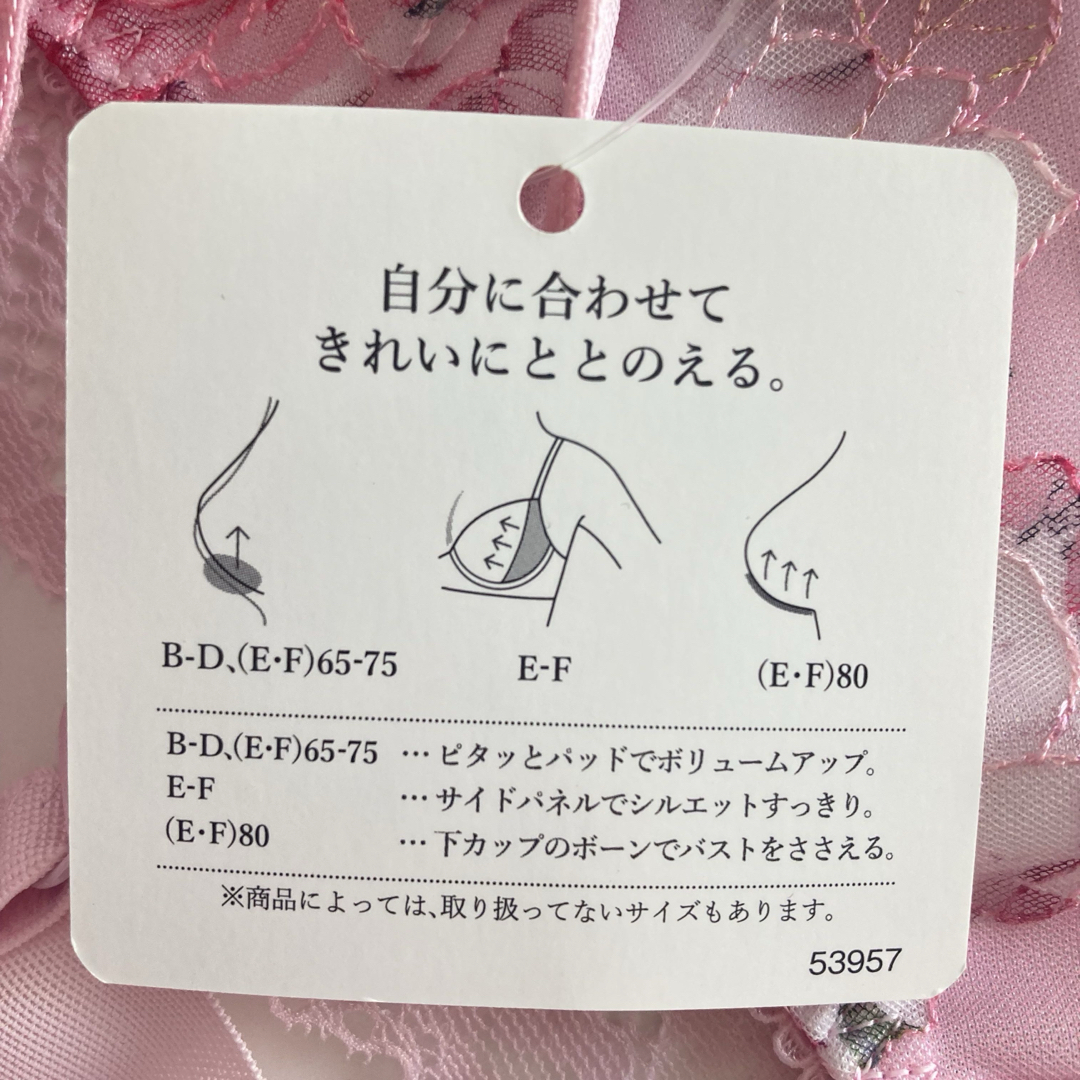 自分に合わせて
きれいにととのえる。
B-D、(E・F)65-75
E-F
(E・F)80
B-D、(E・F)65-75 … ピタッとパッドでボリュームアップ。
E-F … サイドパネルでシルエットすっきり。
(E・F)80 … 下カップのボーンでバストをささえる。
※商品によっては、取り扱ってないサイズもあります。
53957